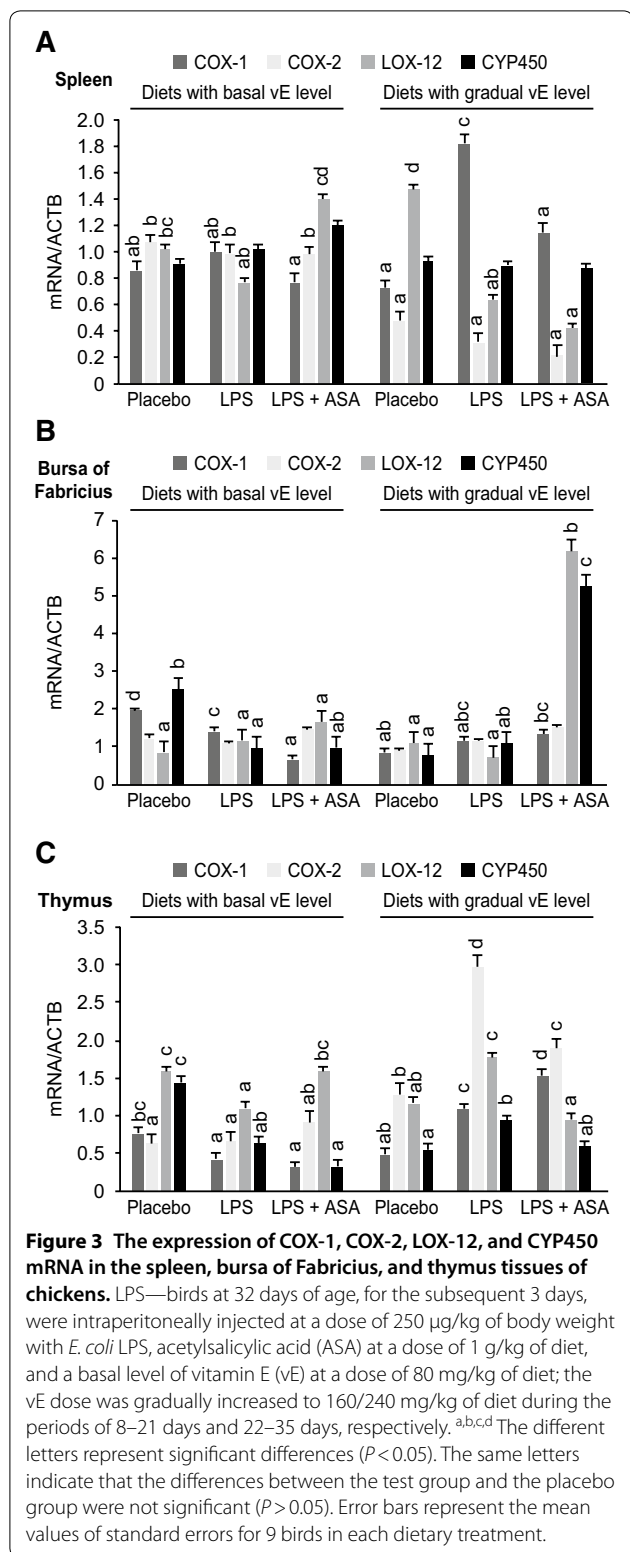 A
COX-1 COX-2 LOX-12 CYP450
Spleen
Diets with basal vE level Diets with gradual vE level
mRNA/ACTB
2.0
1.8
1.6
1.4
1.2
1.0
0.8
0.6
0.4
0.2
0
ab b bc ab b ab a b cd a a d c a ab a a a
Placebo LPS LPS + ASA Placebo LPS LPS + ASA
B
COX-1 COX-2 LOX-12 CYP450
Bursa of
Fabricius
Diets with basal vE level Diets with gradual vE level
mRNA/ACTB
7
6
5
4
3
2
1
0
d a b c a a a a ab ab a a abc a ab bc b c
Placebo LPS LPS + ASA Placebo LPS LPS + ASA
C
COX-1 COX-2 LOX-12 CYP450
Thymus
Diets with basal vE level Diets with gradual vE level
mRNA/ACTB
3.5
3.0
2.5
2.0
1.5
1.0
0.5
0
bc a c c a a a ab a ab bc a ab b ab a c d c b d c a ab
Placebo LPS LPS + ASA Placebo LPS LPS + ASA
Figure 3 The expression of COX-1, COX-2, LOX-12, and CYP450
mRNA in the spleen, bursa of Fabricius, and thymus tissues of
chickens. LPS—birds at 32 days of age, for the subsequent 3 days,
were intraperitoneally injected at a dose of 250 µg/kg of body weight
with E. coli LPS, acetylsalicylic acid (ASA) at a dose of 1 g/kg of diet,
and a basal level of vitamin E (vE) at a dose of 80 mg/kg of diet; the
vE dose was gradually increased to 160/240 mg/kg of diet during the
periods of 8–21 days and 22–35 days, respectively. a,b,c,d The different
letters represent significant differences (P < 0.05). The same letters
indicate that the differences between the test group and the placebo
group were not significant (P > 0.05). Error bars represent the mean
values of standard errors for 9 birds in each dietary treatment.